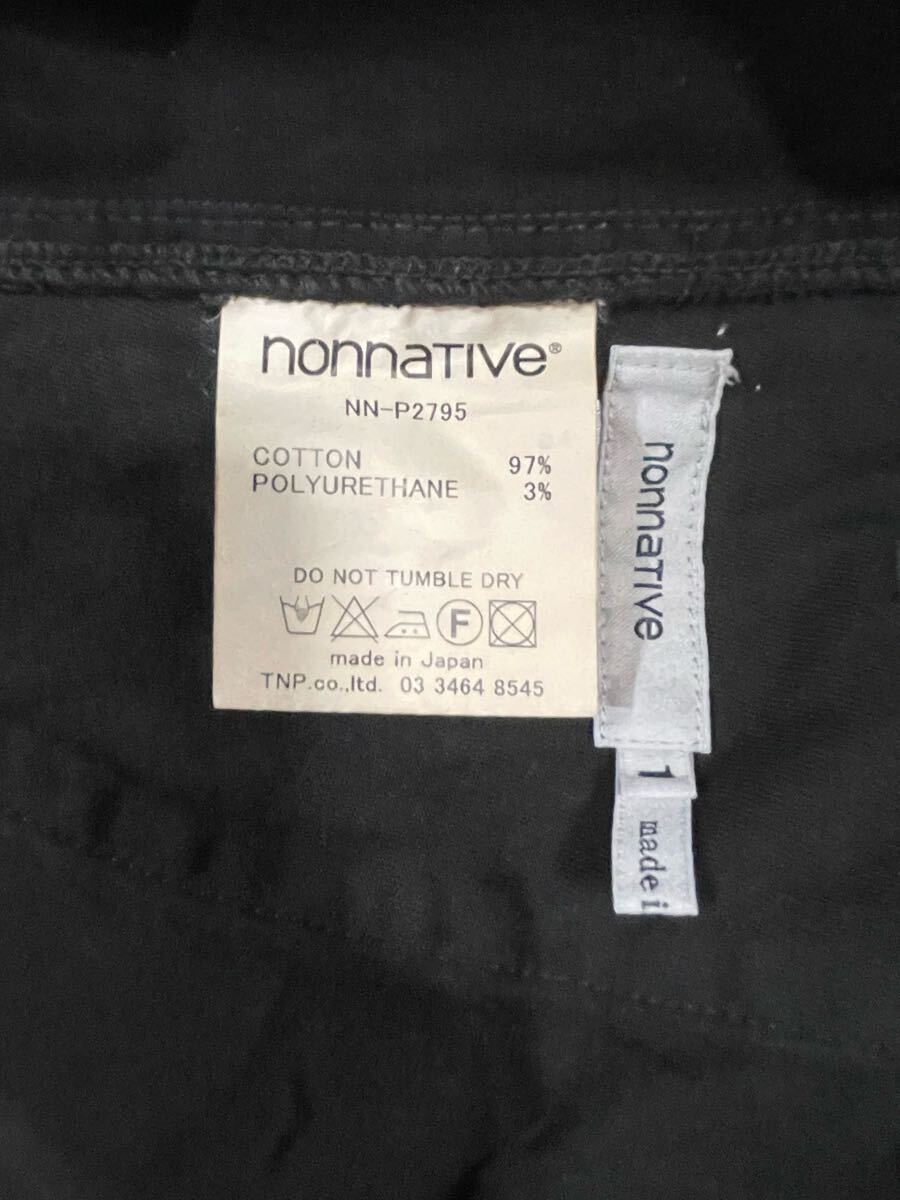 nonnative®
NN-P2795
COTTON 97%
POLYURETHANE 3%
DO NOT TUMBLE DRY
F
made in Japan
TNP.co.,ltd. 03 3464 8545
nonnative
1
made i